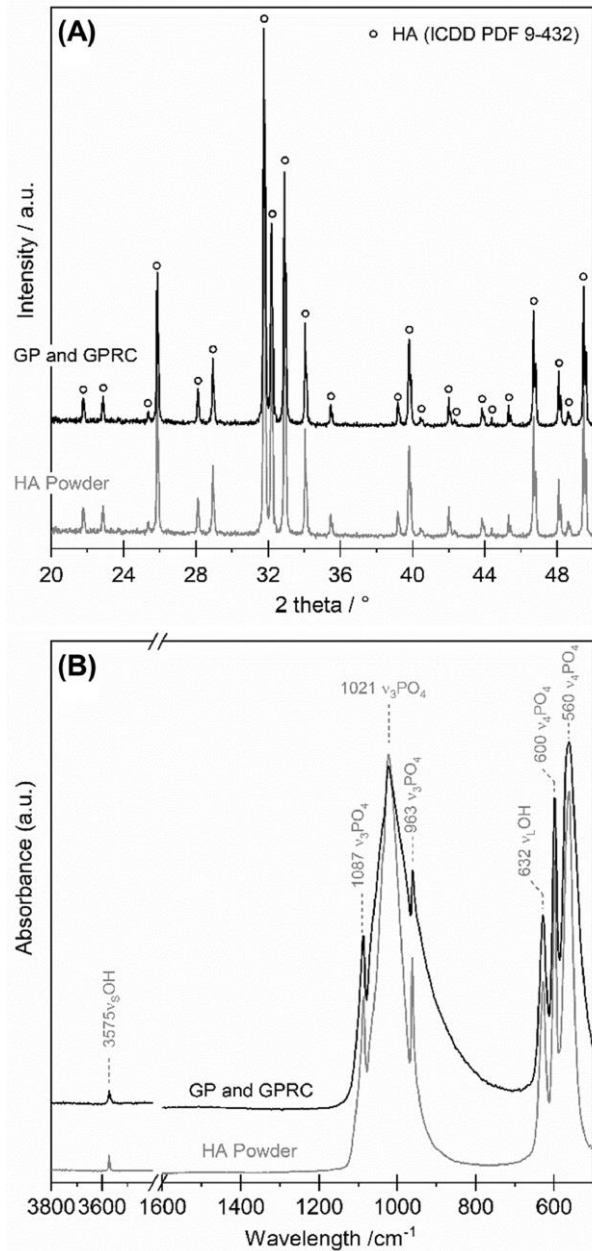 (A)
HA (ICDD PDF 9-432)
Intensity / a.u.
GP and GPRC
HA Powder
20 24 28 32 36 40 44 48
2 theta / °
(B)
1021 ν₃PO₄
1087 ν₃PO₄
963 ν₃PO₄
632 νLOH
600 ν₄PO₄
560 ν₄PO₄
3575νSOH
Absorbance (a.u.)
GP and GPRC
HA Powder
3800 3600 1600 1400 1200 1000 800 600
Wavelength /cm⁻¹